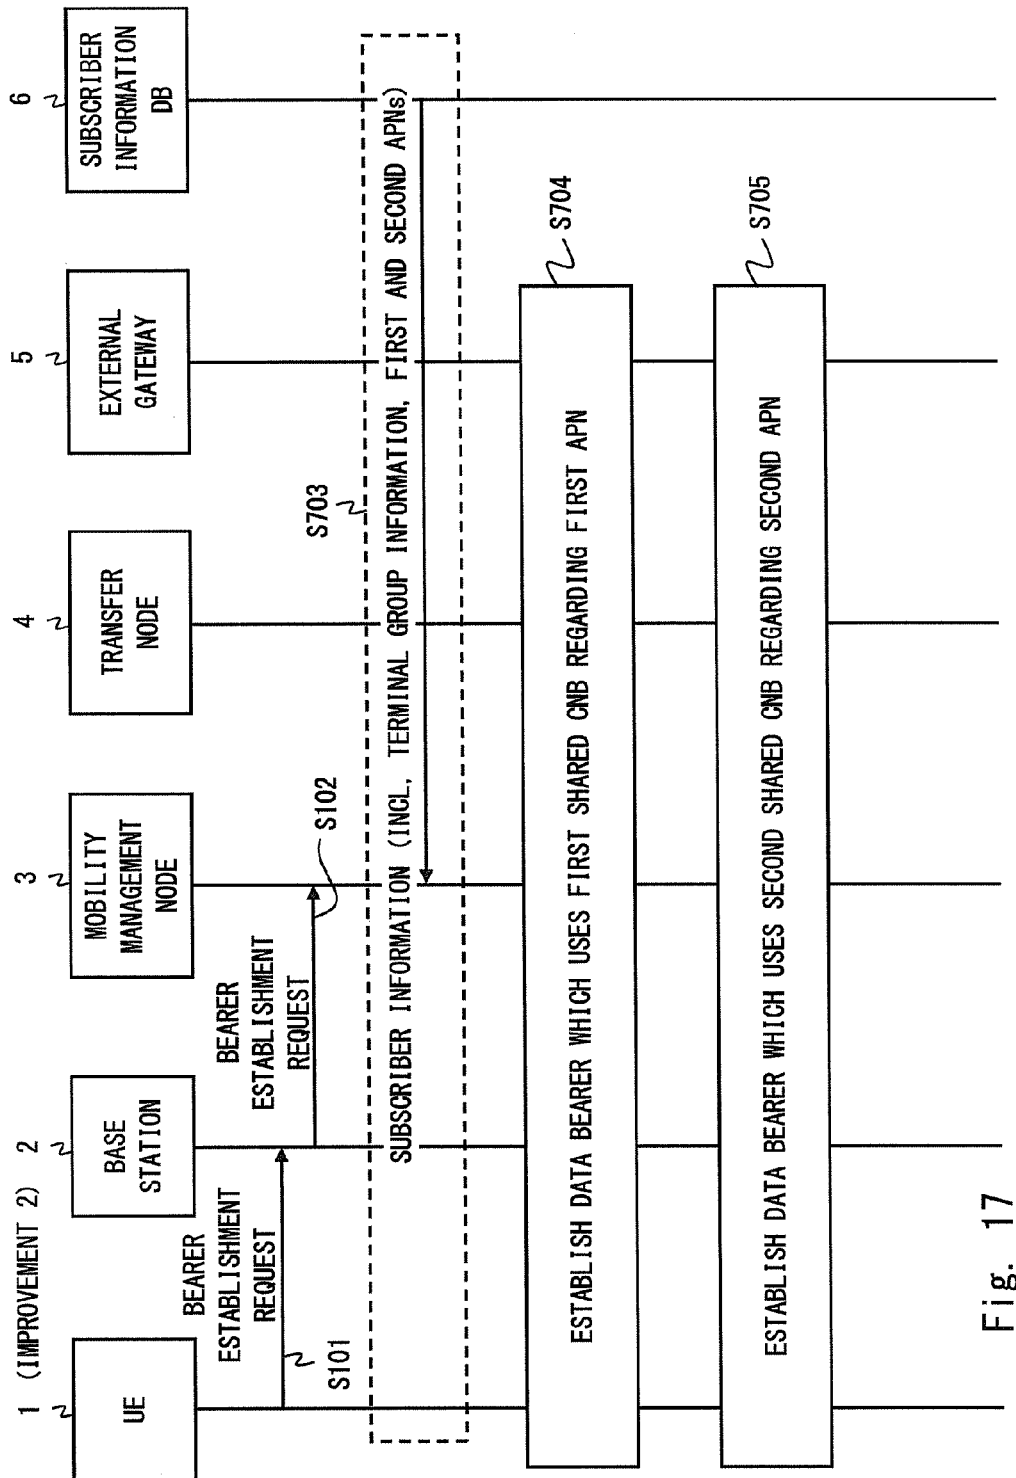 1 (IMPROVEMENT 2)
2
3
4
5
6
UE
BASE
STATION
MOBILITY
MANAGEMENT
NODE
TRANSFER
NODE
EXTERNAL
GATEWAY
SUBSCRIBER
INFORMATION
DB
BEARER
ESTABLISHMENT
REQUEST
S101
BEARER
ESTABLISHMENT
REQUEST
S102
S703
SUBSCRIBER INFORMATION (INCL, TERMINAL GROUP INFORMATION, FIRST AND SECOND APNs)
ESTABLISH DATA BEARER WHICH USES FIRST SHARED CNB REGARDING FIRST APN
S704
ESTABLISH DATA BEARER WHICH USES SECOND SHARED CNB REGARDING SECOND APN
S705
Fig. 17